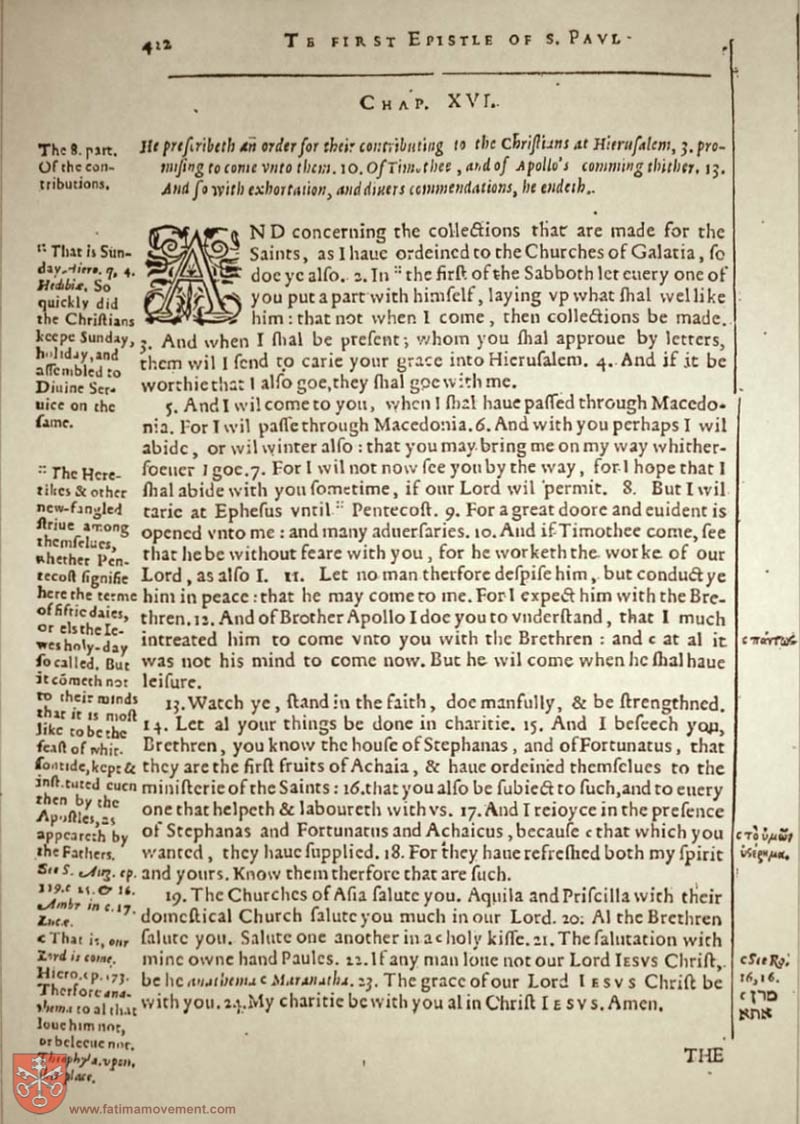 412
TE FIRST EPISTLE OF S. PAVL.
CHAP. XVI.
The 8. part.
Of the con-
tributions.
He preſcribeth an order for their contributing to the Chriſtians at Hieruſalem, 3. pro-
miſing to come vnto them. 10. Of Timothee, and of Apollo's comming thither. 13.
And ſo with exhortation, and diuers commendations, he endeth.
AND concerning the collections that are made for the
Saints, as I haue ordeined to the Churches of Galatia, ſo
doe ye alſo. 2. In :: the firſt of the Sabboth let euery one of
you put a part with himſelf, laying vp what ſhal wel like
him: that not when I come, then collections be made.
3. And when I ſhal be preſent; whom you ſhal approue by letters,
them wil I ſend to carie your grace into Hieruſalem. 4. And if it be
worthie that I alſo goe, they ſhal goe with me.
5. And I wil come to you, when I ſhal haue paſſed through Macedo-
nia. For I wil paſſe through Macedonia. 6. And with you perhaps I wil
abide, or wil winter alſo: that you may bring me on my way whither-
ſoeuer I goe. 7. For I wil not now ſee you by the way, for I hope that I
ſhal abide with you ſometime, if our Lord wil permit. 8. But I wil
tarie at Epheſus vntil :: Pentecoſt. 9. For a great doore and euident is
opened vnto me: and many aduerſaries. 10. And if Timothee come, ſee
that he be without feare with you, for he worketh the worke of our
Lord, as alſo I. 11. Let no man therfore deſpiſe him, but conduct ye
him in peace: that he may come to me. For I expect him with the Bre-
thren. 12. And of Brother Apollo I doe you to vnderſtand, that I much
intreated him to come vnto you with the Brethren: and c at al it
was not his mind to come now. But he wil come when he ſhal haue
leiſure.
13. Watch ye, ſtand in the faith, doe manfully, & be ſtrengthned.
14. Let al your things be done in charitie. 15. And I beſeech you,
Brethren, you know the houſe of Stephanas, and of Fortunatus, that
they are the firſt fruits of Achaia, & haue ordeined themſelues to the
miniſterie of the Saints: 16. that you alſo be ſubiect to ſuch, and to euery
one that helpeth & laboureth with vs. 17. And I reioyce in the preſence
of Stephanas and Fortunatus and Achaicus, becauſe c that which you
wanted, they haue ſupplied. 18. For they haue refreſhed both my ſpirit
and yours. Know them therfore that are ſuch.
19. The Churches of Aſia ſalute you. Aquila and Priſcilla with their
domeſtical Church ſalute you much in our Lord. 20. Al the Brethren
ſalute you. Salute one another in a c holy kiſſe. 21. The ſalutation with
mine owne hand Paules. 22. If any man loue not our Lord IESVS Chriſt,
be he anathema c Maranatha. 23. The grace of our Lord IESVS Chriſt be
with you. 24. My charitie be with you al in Chriſt IESVS. Amen.
:: That is Sun-
day. Hiero. q. 4.
Hedibiæ. So
quickly did
the Chriſtians
keepe Sunday,
holiday, and
aſſembled to
Diuine Ser-
uice on the
ſame.
:: The Here-
tikes & other
new-fangled
ſtriue among
themſelues,
whether Pen-
tecoſt ſignifie
here the terme
of fiftie daies,
or els the Ie-
wes holy-day
ſo called. But
it cōmeth not
to their minds
that it is moſt
like to be the
feaſt of whit-
ſontide, kept &
inſtituted euen
then by the
Apoſtles, as
appeareth by
the Fathers.
See S. Aug. ep.
119. c 15. & 16.
Ambr in c. 17.
Lucæ.
c That is, our
Lord is come.
Hiero. ep. 173.
Therfore ana-
thema to al that
loue him not,
or beleeue not.
Theophyla. vpon,
place.
c πάντως
c τὸ ὑμῶν
ὑστέρημα.
c See Ro.
16, 16.
c מרן
אתא
THE
www.fatimamovement.com